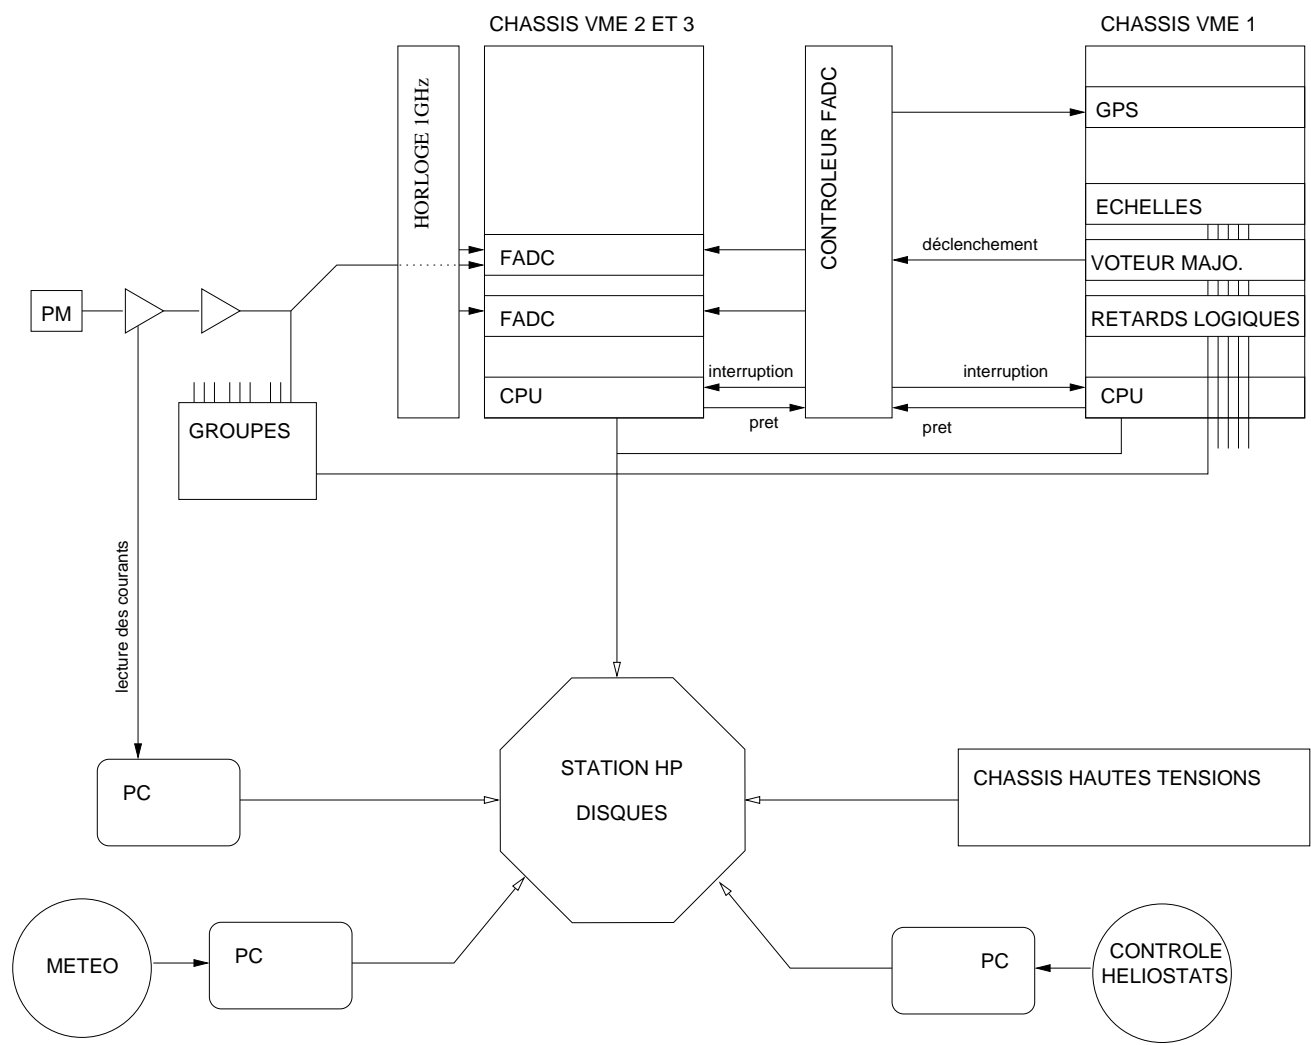 CHASSIS VME 2 ET 3
CHASSIS VME 1
HORLOGE 1GHz
CONTROLEUR FADC
GPS
ECHELLES
déclenchement
FADC
VOTEUR MAJO.
PM
FADC
RETARDS LOGIQUES
interruption
interruption
CPU
CPU
pret
pret
GROUPES
lecture des courants
STATION HP
DISQUES
CHASSIS HAUTES TENSIONS
PC
METEO
PC
PC
CONTROLE
HELIOSTATS